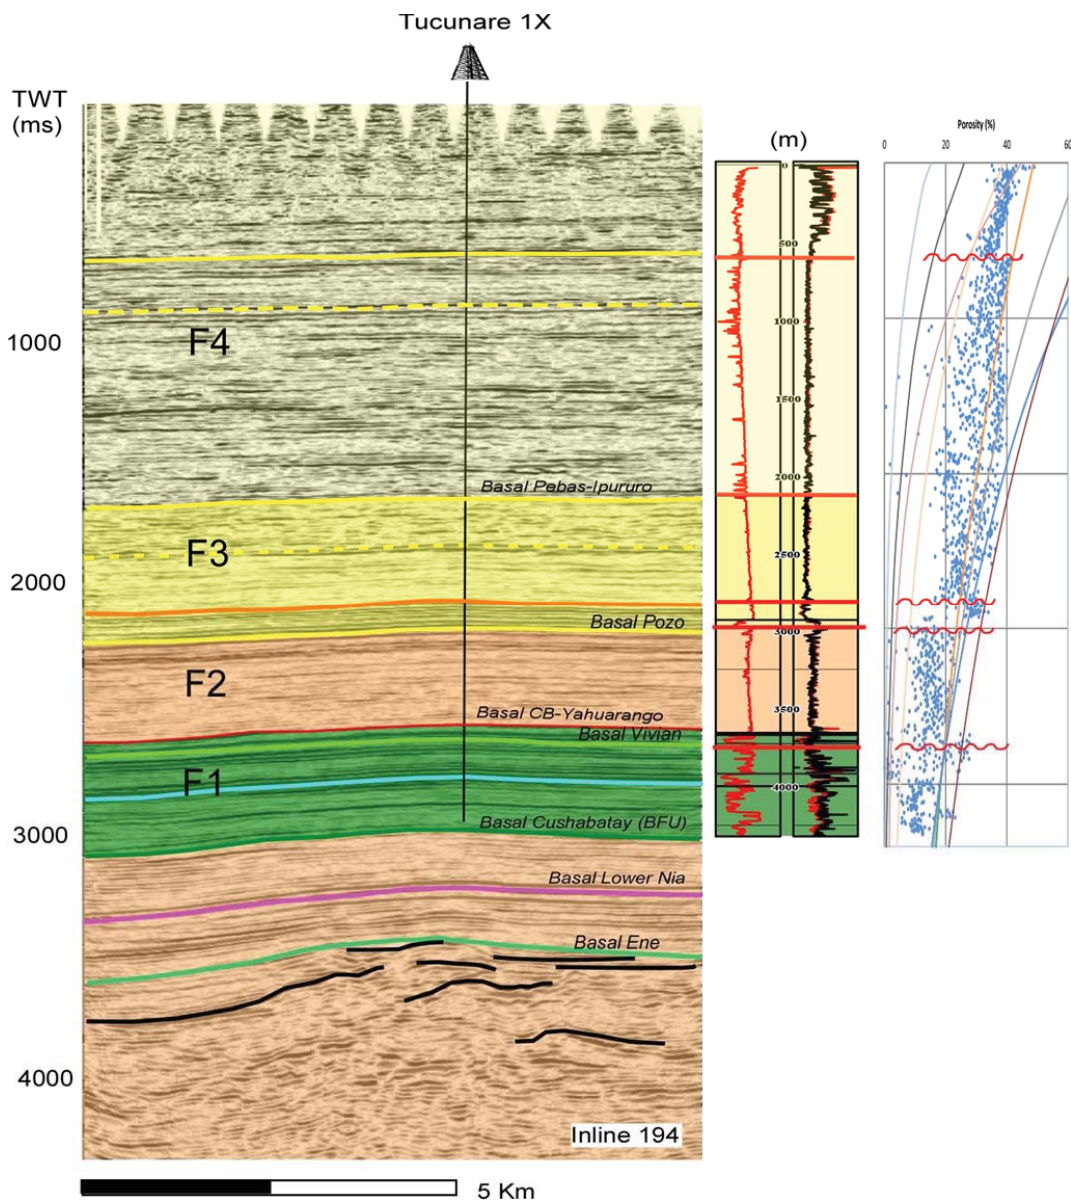 Tucunare 1X
TWT
(ms)
(m)
Porosity (%)
0 20 40 60
0
500
F4
1000
1000
1500
Basal Pebas-Ipururo
2000
F3
2500
2000
Basal Pozo
3000
F2
3500
Basal CB-Yahuarango
Basal Vivian
F1
4000
Basal Cushabatay (BFU)
3000
Basal Lower Nia
Basal Ene
4000
Inline 194
5 Km